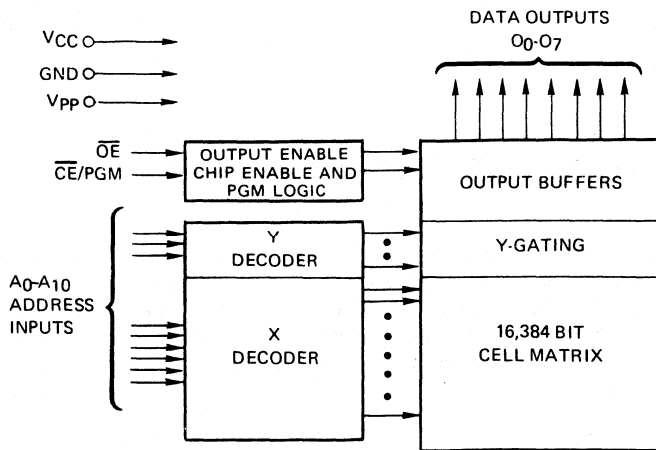 DATA OUTPUTS
O0-O7
VCC
GND
VPP
OE
CE/PGM
OUTPUT ENABLE
CHIP ENABLE AND
PGM LOGIC
OUTPUT BUFFERS
Y
DECODER
Y-GATING
A0-A10
ADDRESS
INPUTS
X
DECODER
16,384 BIT
CELL MATRIX